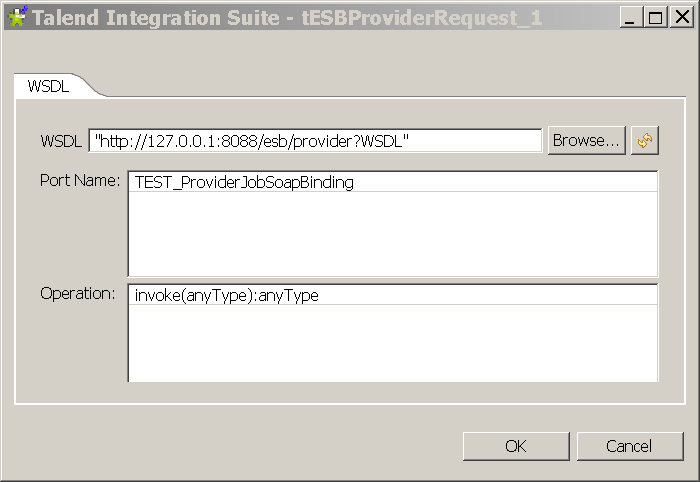 Talend Integration Suite - tESBProviderRequest_1
WSDL
WSDL "http://127.0.0.1:8088/esb/provider?WSDL" Browse...
Port Name: TEST_ProviderJobSoapBinding
Operation: invoke(anyType):anyType
OK Cancel